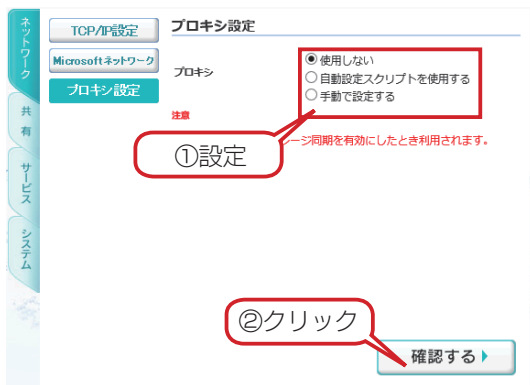 ネットワーク
共有
サービス
システム
TCP/IP設定
Microsoftネットワーク
プロキシ設定
プロキシ設定
プロキシ
使用しない
自動設定スクリプトを使用する
手動で設定する
注意
ージ同期を有効にしたとき利用されます。
①設定
②クリック
確認する